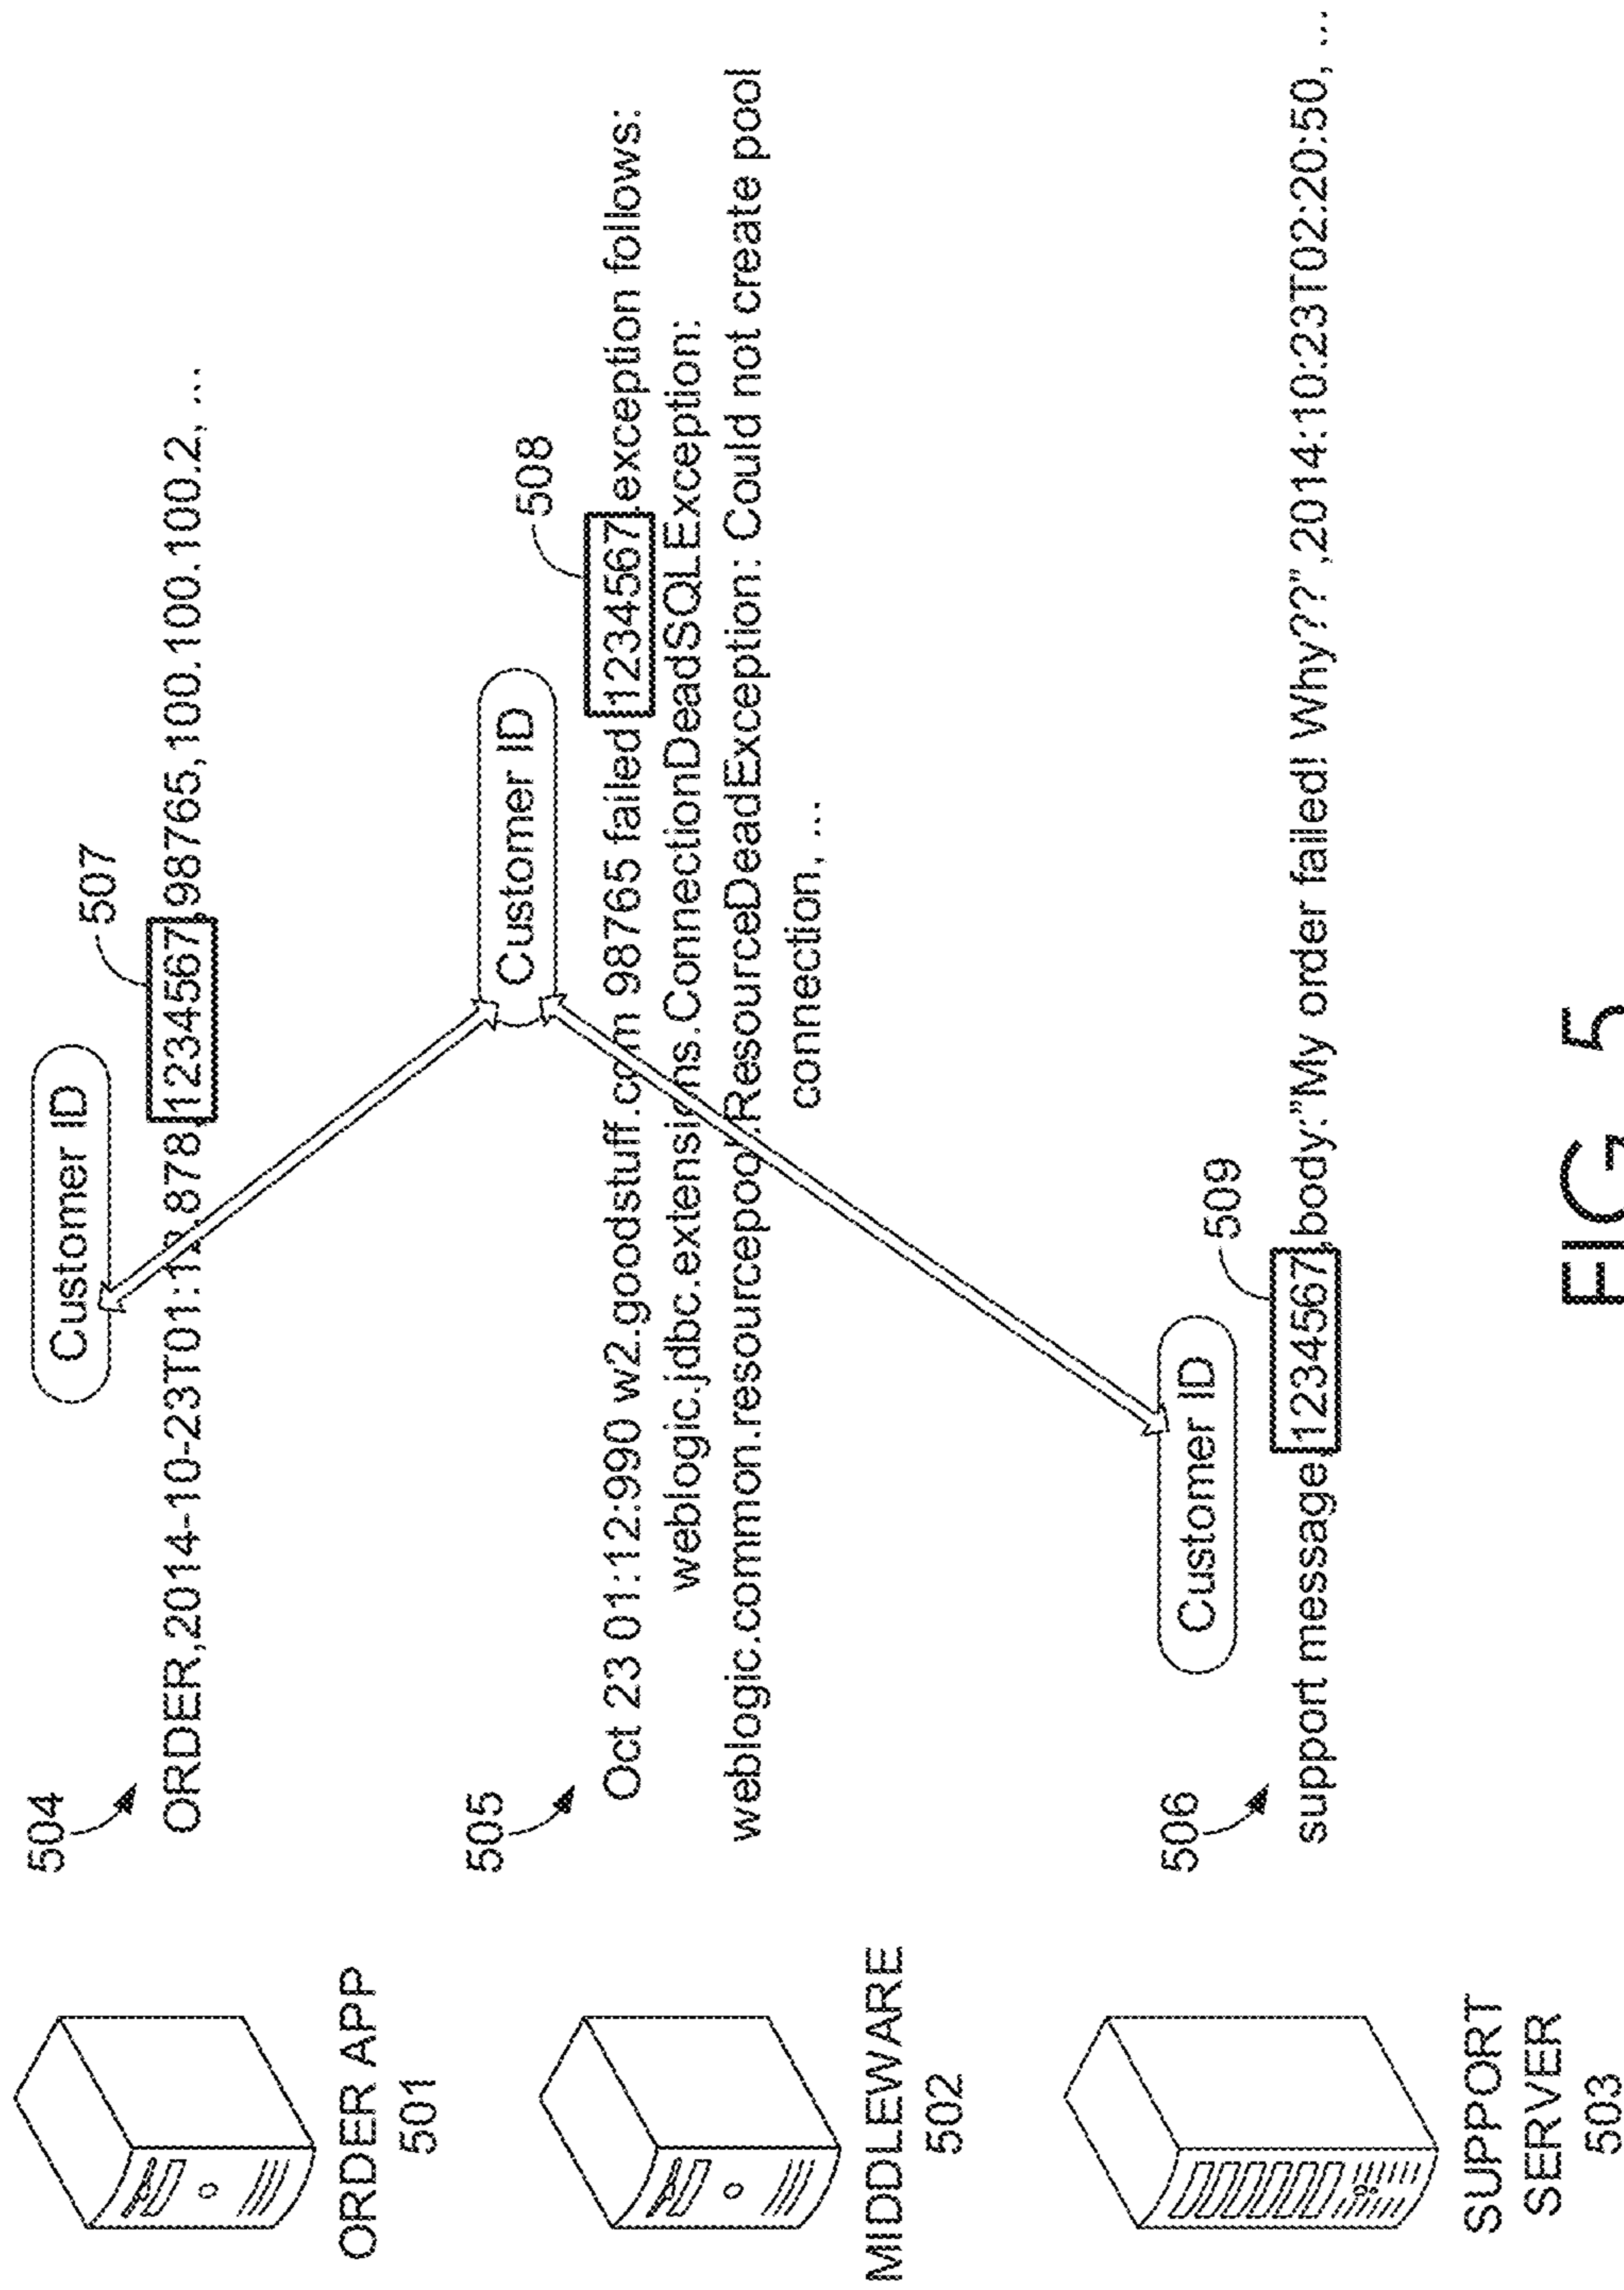 504
Customer ID
507
ORDER,2014-10-23T01:12.878,1234567,98765,100.100.100.2, ...
ORDER APP
501
505
Customer ID
508
Oct 23 01:12:990 w2.goodstuff.com 98765 failed 1234567,exception follows:
weblogic.jdbc.extensions.ConnectionDeadSQLException:
weblogic.common.resourcepool.ResourceDeadException: Could not create pool
connection, ...
MIDDLEWARE
502
506
Customer ID
509
support message,1234567,body:"My order failed! Why??",2014:10:23T02:20:50, ...
SUPPORT
SERVER
503
FIG. 5